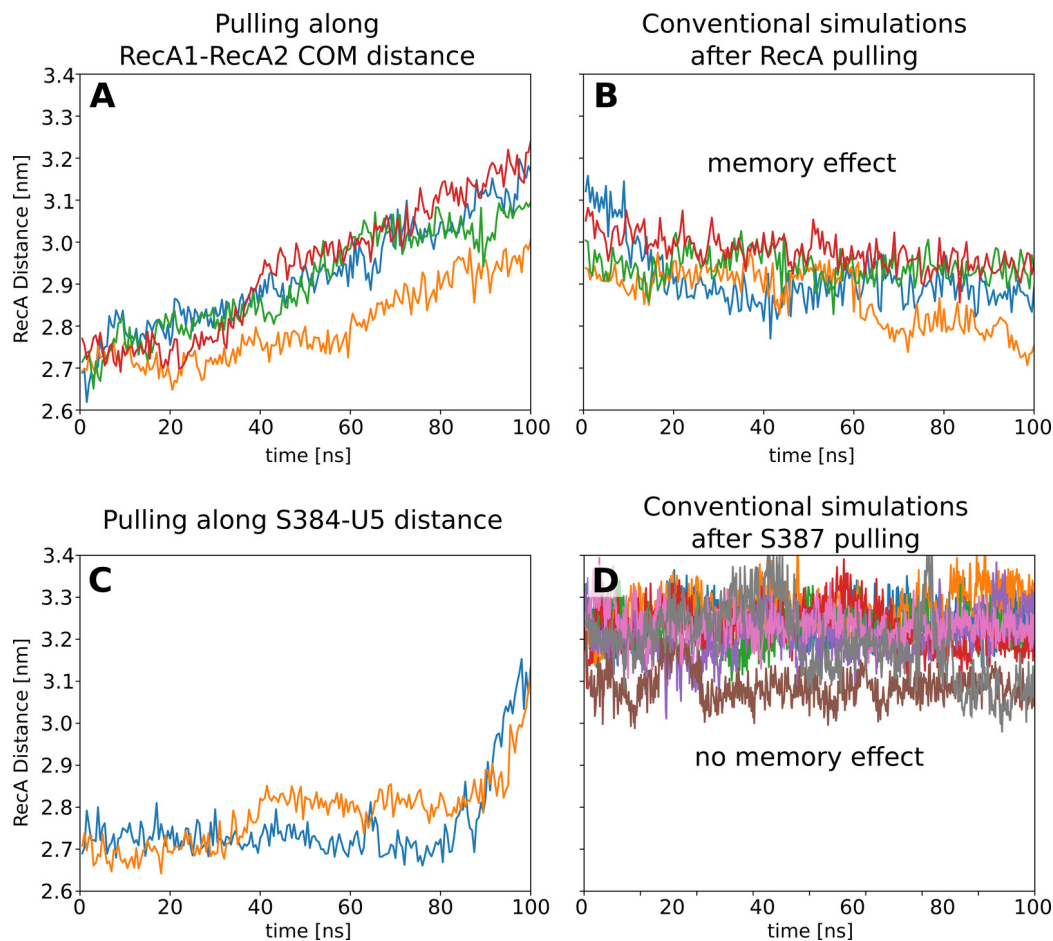 Pulling along
RecA1-RecA2 COM distance
A
RecA Distance [nm]
3.4
3.3
3.2
3.1
3.0
2.9
2.8
2.7
2.6
0 20 40 60 80 100
time [ns]
Conventional simulations
after RecA pulling
B
memory effect
0 20 40 60 80 100
time [ns]
Pulling along S384-U5 distance
C
RecA Distance [nm]
3.4
3.3
3.2
3.1
3.0
2.9
2.8
2.7
2.6
0 20 40 60 80 100
time [ns]
Conventional simulations
after S387 pulling
D
no memory effect
0 20 40 60 80 100
time [ns]